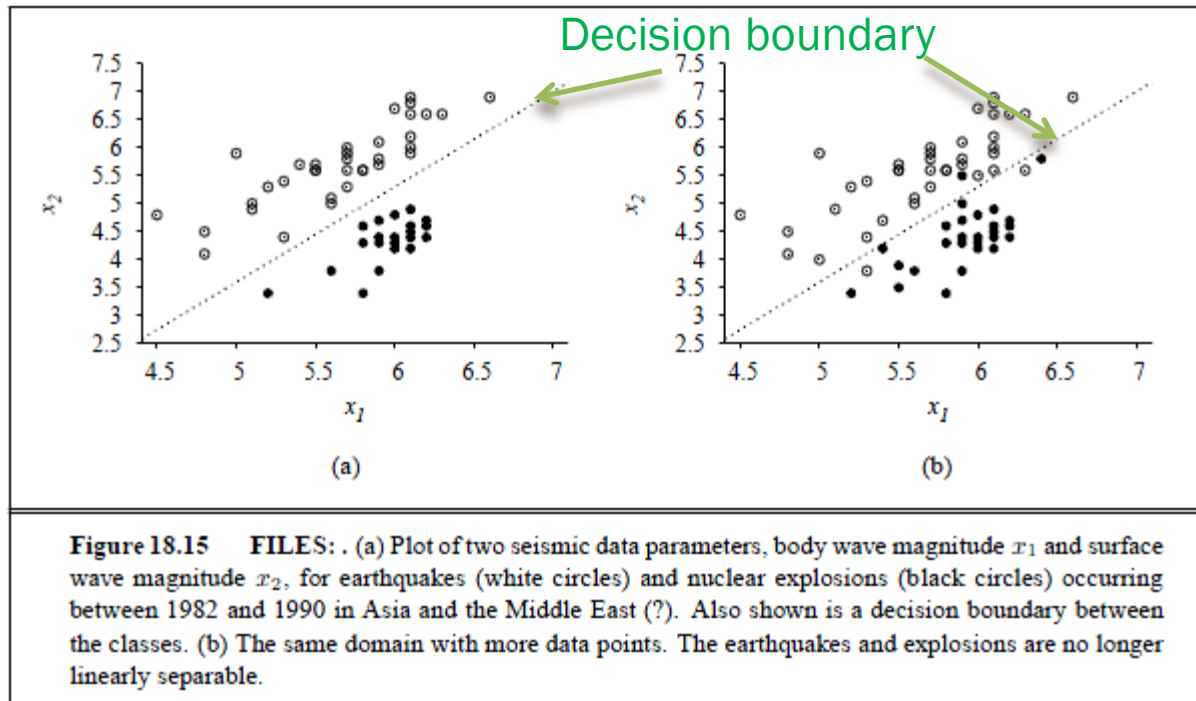 Decision boundary
7.5
7
6.5
6
5.5
5
4.5
4
3.5
3
2.5
x2
4.5 5 5.5 6 6.5 7
x1
(a)
7.5
7
6.5
6
5.5
5
4.5
4
3.5
3
2.5
x2
4.5 5 5.5 6 6.5 7
x1
(b)
Figure 18.15 FILES: . (a) Plot of two seismic data parameters, body wave magnitude x1 and surface
wave magnitude x2, for earthquakes (white circles) and nuclear explosions (black circles) occurring
between 1982 and 1990 in Asia and the Middle East (?). Also shown is a decision boundary between
the classes. (b) The same domain with more data points. The earthquakes and explosions are no longer
linearly separable.